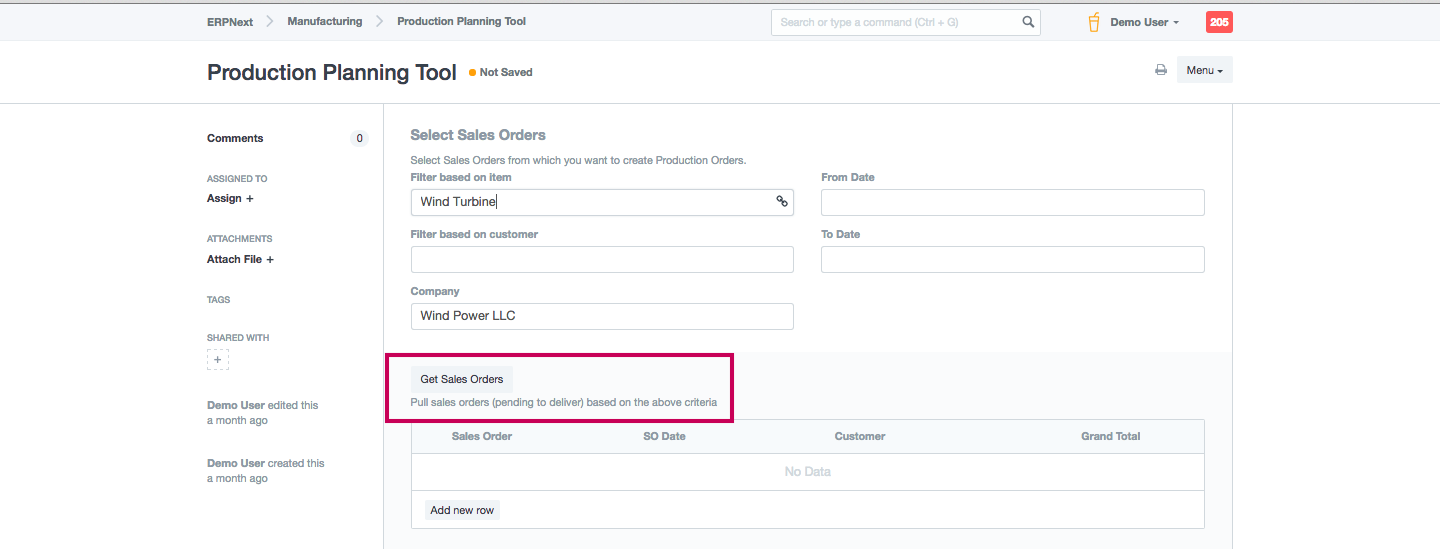 ERPNext Manufacturing Production Planning Tool Search or type a command (Ctrl + G) Demo User 205
Production Planning Tool Not Saved Menu
Comments 0
ASSIGNED TO
Assign +
ATTACHMENTS
Attach File +
TAGS
SHARED WITH
+
Demo User edited this
a month ago
Demo User created this
a month ago
Select Sales Orders
Select Sales Orders from which you want to create Production Orders.
Filter based on item
Wind Turbine
From Date
Filter based on customer
To Date
Company
Wind Power LLC
Get Sales Orders
Pull sales orders (pending to deliver) based on the above criteria
Sales Order SO Date Customer Grand Total
No Data
Add new row